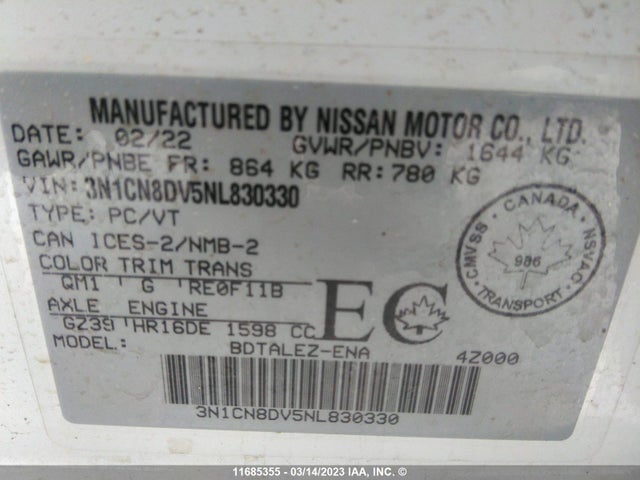 MANUFACTURED BY NISSAN MOTOR CO., LTD.
DATE: 02/22 GVWR/PNBV: 1644 KG
GAWR/PNBE FR: 864 KG RR: 780 KG
VIN: 3N1CN8DV5NL830330
TYPE: PC/VT
CAN ICES-2/NMB-2
COLOR TRIM TRANS
QM1 G RE0F11B
AXLE ENGINE
GZ39 HR16DE 1598 CC
MODEL: BDTALEZ-ENA 4Z000
EC
CANADA
CMVSS
NSVAC
986
TRANSPORT
3N1CN8DV5NL830330
11685355 - 03/14/2023 IAA, INC. ©